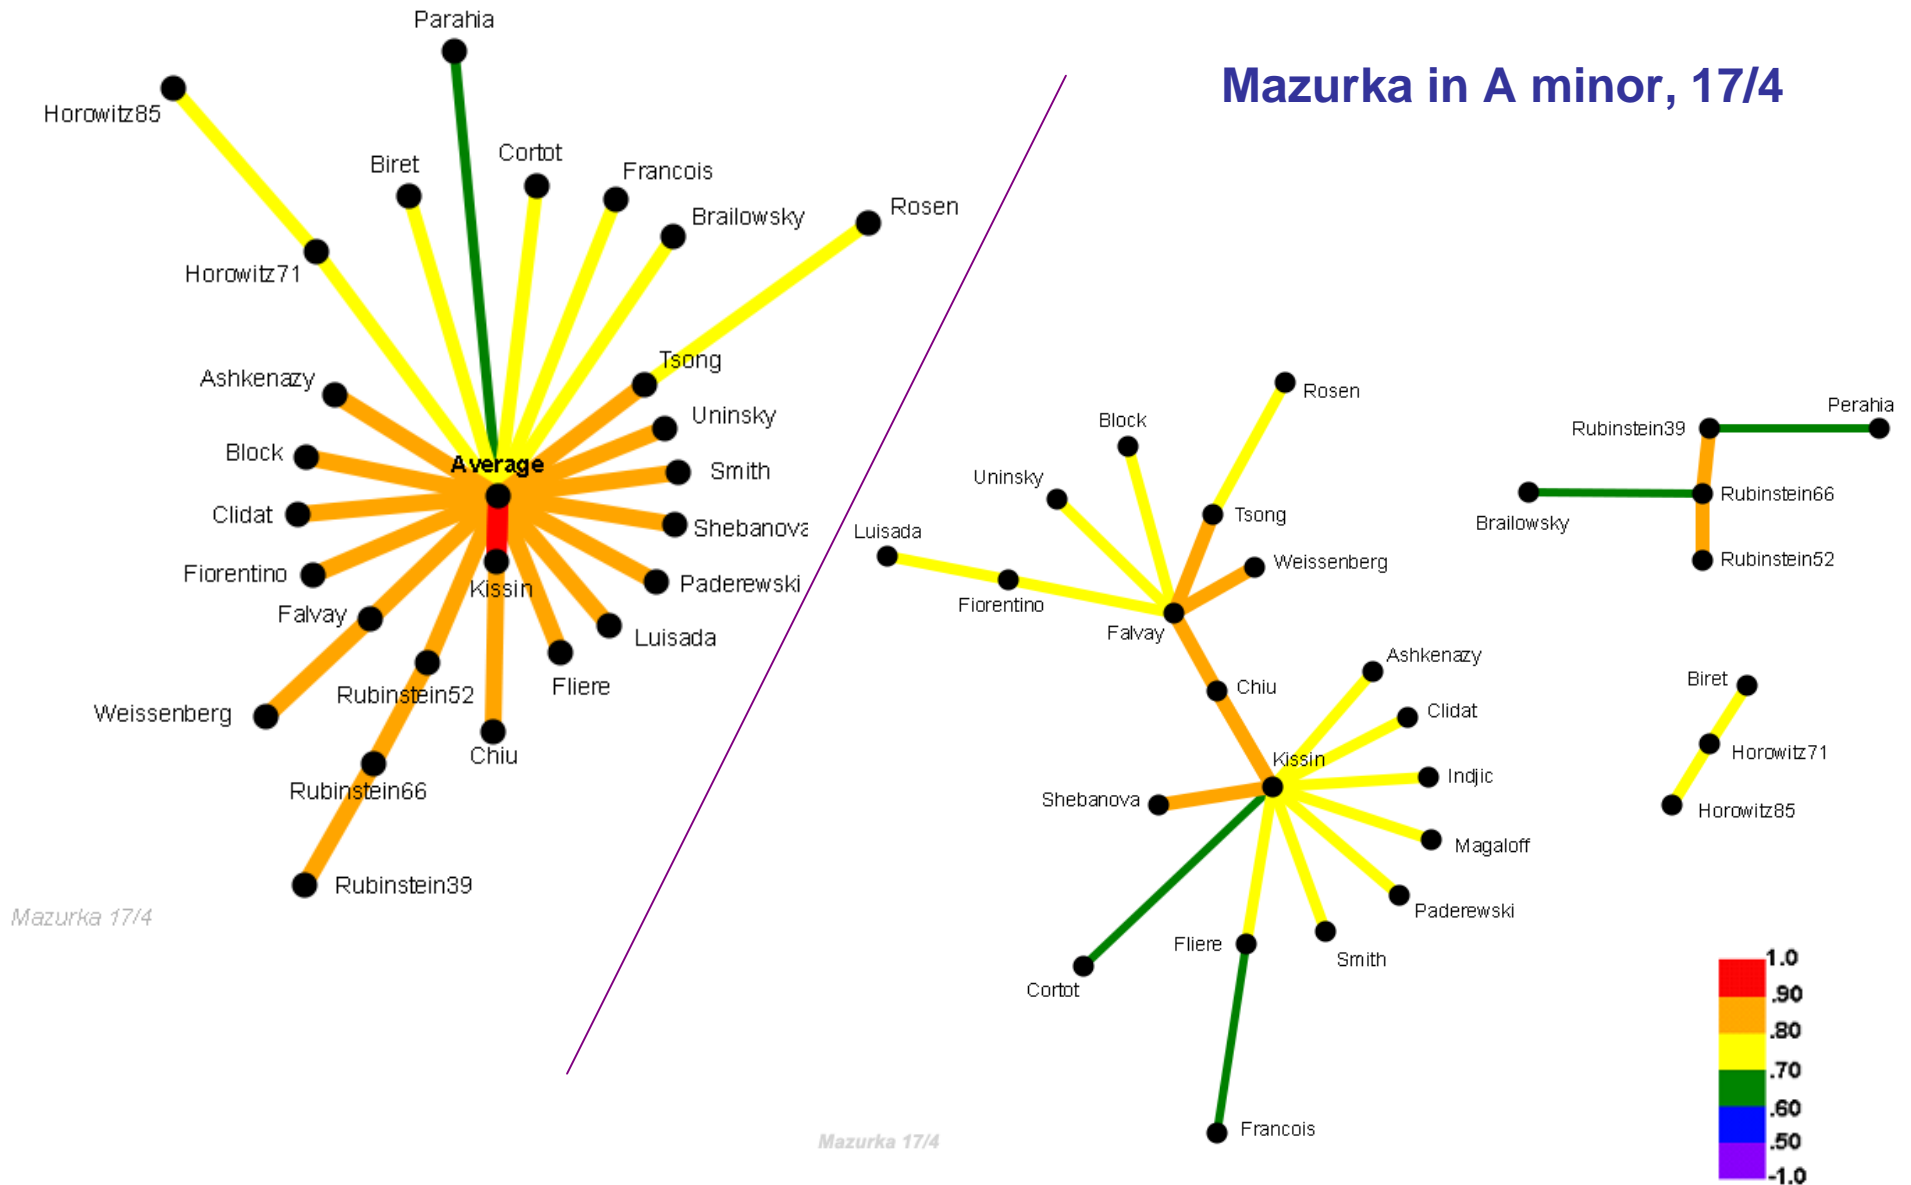 Mazurka in A minor, 17/4
Parahia
Horowitz85
Biret
Cortot
Francois
Brailowsky
Rosen
Horowitz71
Tsong
Ashkenazy
Uninsky
Block
Average
Smith
Clidat
Shebanova
Fiorentino
Kissin
Paderewski
Falvay
Luisada
Rubinstein52
Fliere
Weissenberg
Chiu
Rubinstein66
Rubinstein39
Mazurka 17/4
Rosen
Block
Uninsky
Tsong
Luisada
Weissenberg
Fiorentino
Falvay
Ashkenazy
Chiu
Clidat
Kissin
Indjic
Shebanova
Magaloff
Paderewski
Fliere
Smith
Cortot
Francois
Mazurka 17/4
Perahia
Rubinstein39
Rubinstein66
Brailowsky
Rubinstein52
Biret
Horowitz71
Horowitz85
1.0
.90
.80
.70
.60
.50
-1.0